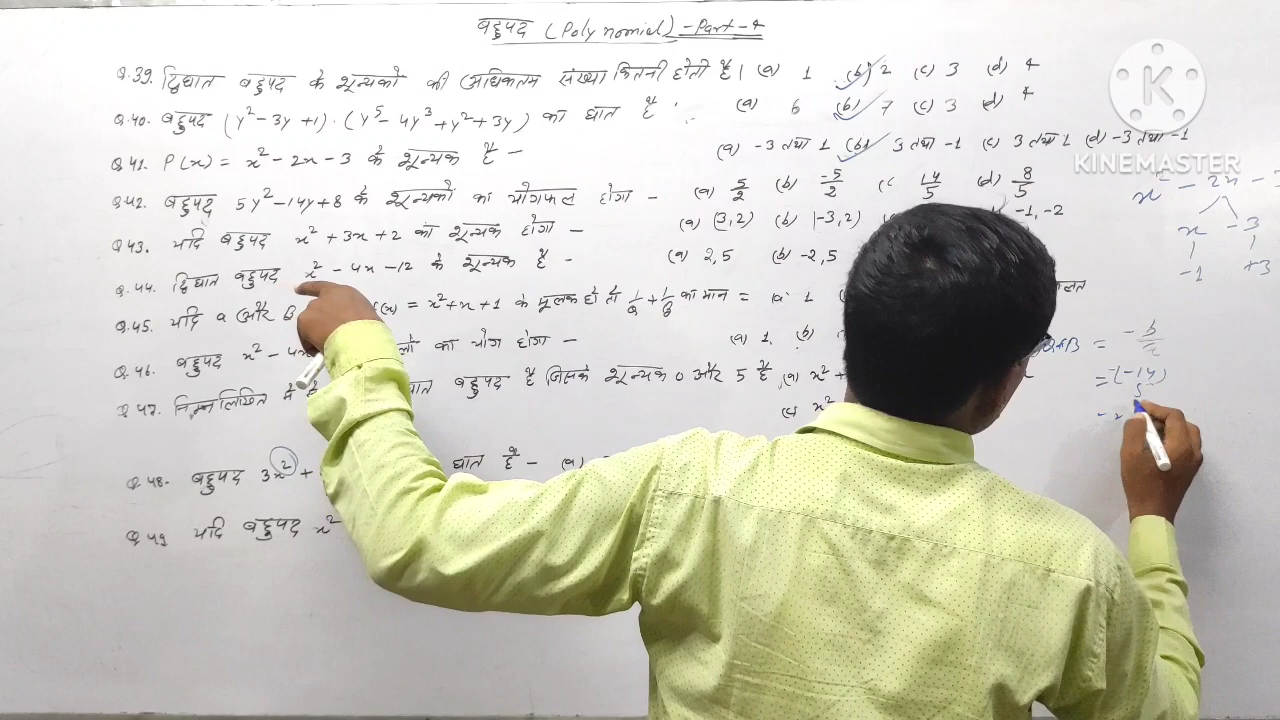 बहुपद (Polynomial) - Part - 4
Q.39. द्विघात बहुपद के शून्यकों की अधिकतम संख्या कितनी होती है। (a) 1 (b) 2 (c) 3 (d) 4
Q.40. बहुपद (y²-3y+1).(y⁵-4y³+y²+3y) का घात है (a) 6 (b) 7 (c) 3 (d) 4
Q.41. P(x) = x²-2x-3 के शून्यक है - (a) -3 तथा 1 (b) 3 तथा -1 (c) 3 तथा 1 (d) -3 तथा -1
Q.42. बहुपद 5y²-14y+8 के शून्यकों का योगफल होगा - (a) 5/2 (b) -5/2 (c) 14/5 (d) 8/5
Q.43. यदि बहुपद x²+3x+2 का शून्यक होगा - (a) (3,2) (b) (-3,2) -1,-2
Q.44. द्विघात बहुपद x²-4x-12 के शून्यक है - (a) 2,5 (b) -2,5
Q.45. यदि α और β (x) = x²+x+1 के मूलक हो तो 1/α + 1/β का मान = (a) 1
Q.46. बहुपद x²-4x का योग होगा - (a) 1, (b)
Q.47. निम्नलिखित में बहुपद है जिसके शून्यक 0 और 5 है (a) x²+
(c) x²
Q.48. बहुपद 3x²+ घात है - (a)
Q.49 यदि बहुपद x²
x² - 2x -
x -3
-1 +3
= -b/a
= -(-14)
5
KINEMASTER